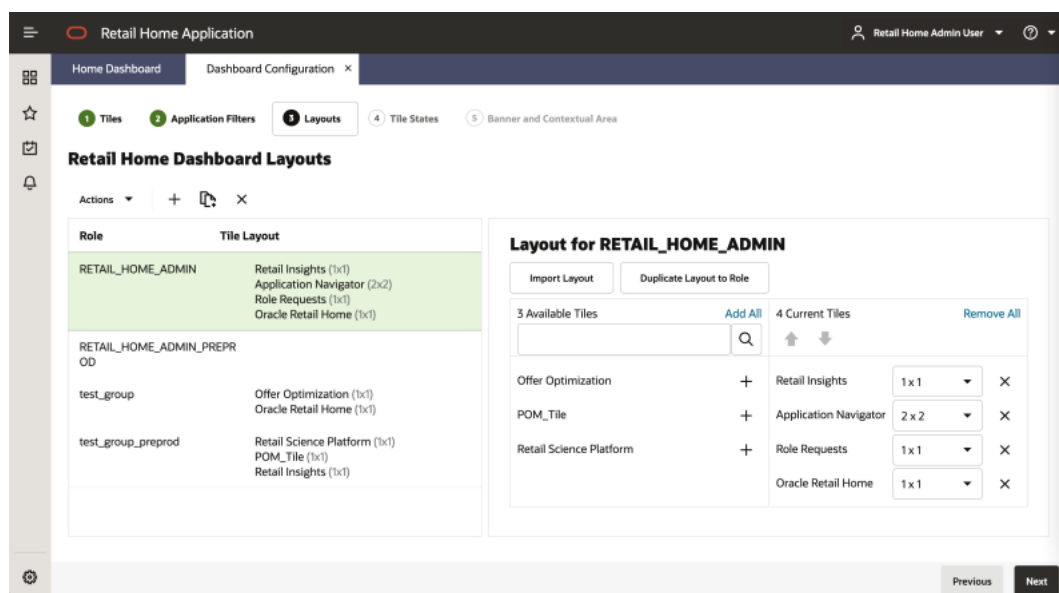 Retail Home Application
Retail Home Admin User
Home Dashboard
Dashboard Configuration ×
1 Tiles
2 Application Filters
3 Layouts
4 Tile States
5 Banner and Contextual Area
Retail Home Dashboard Layouts
Actions
Role Tile Layout
RETAIL_HOME_ADMIN
Retail Insights (1x1)
Application Navigator (2x2)
Role Requests (1x1)
Oracle Retail Home (1x1)
RETAIL_HOME_ADMIN_PREPR
OD
test_group
Offer Optimization (1x1)
Oracle Retail Home (1x1)
test_group_preprod
Retail Science Platform (1x1)
POM_Tile (1x1)
Retail Insights (1x1)
Layout for RETAIL_HOME_ADMIN
Import Layout
Duplicate Layout to Role
3 Available Tiles
Add All
Offer Optimization
POM_Tile
Retail Science Platform
4 Current Tiles
Remove All
Retail Insights 1 x 1
Application Navigator 2 x 2
Role Requests 1 x 1
Oracle Retail Home 1 x 1
Previous
Next